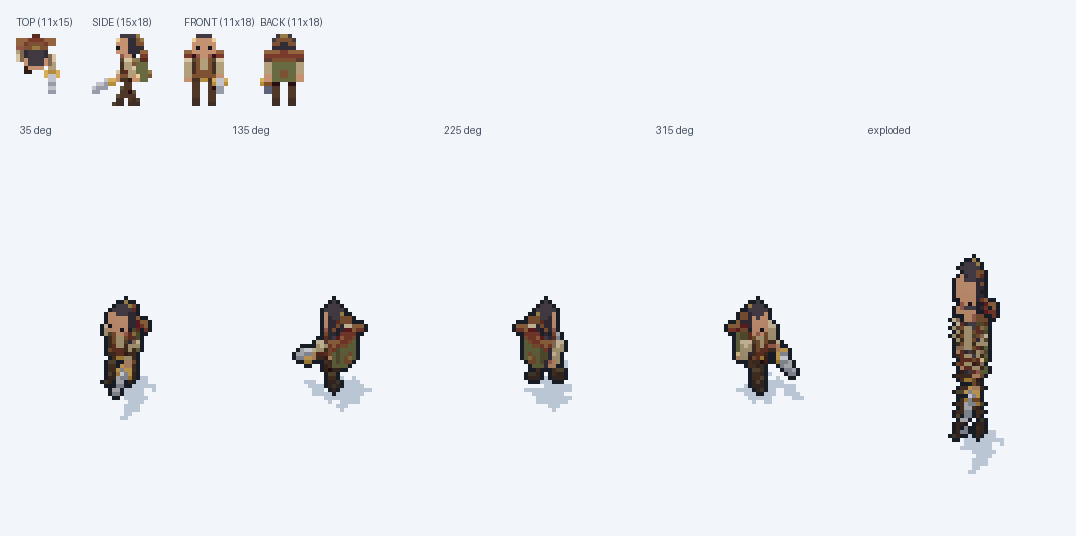 TOP (11x15)
SIDE (15x18)
FRONT (11x18)
BACK (11x18)
35 deg
135 deg
225 deg
315 deg
exploded